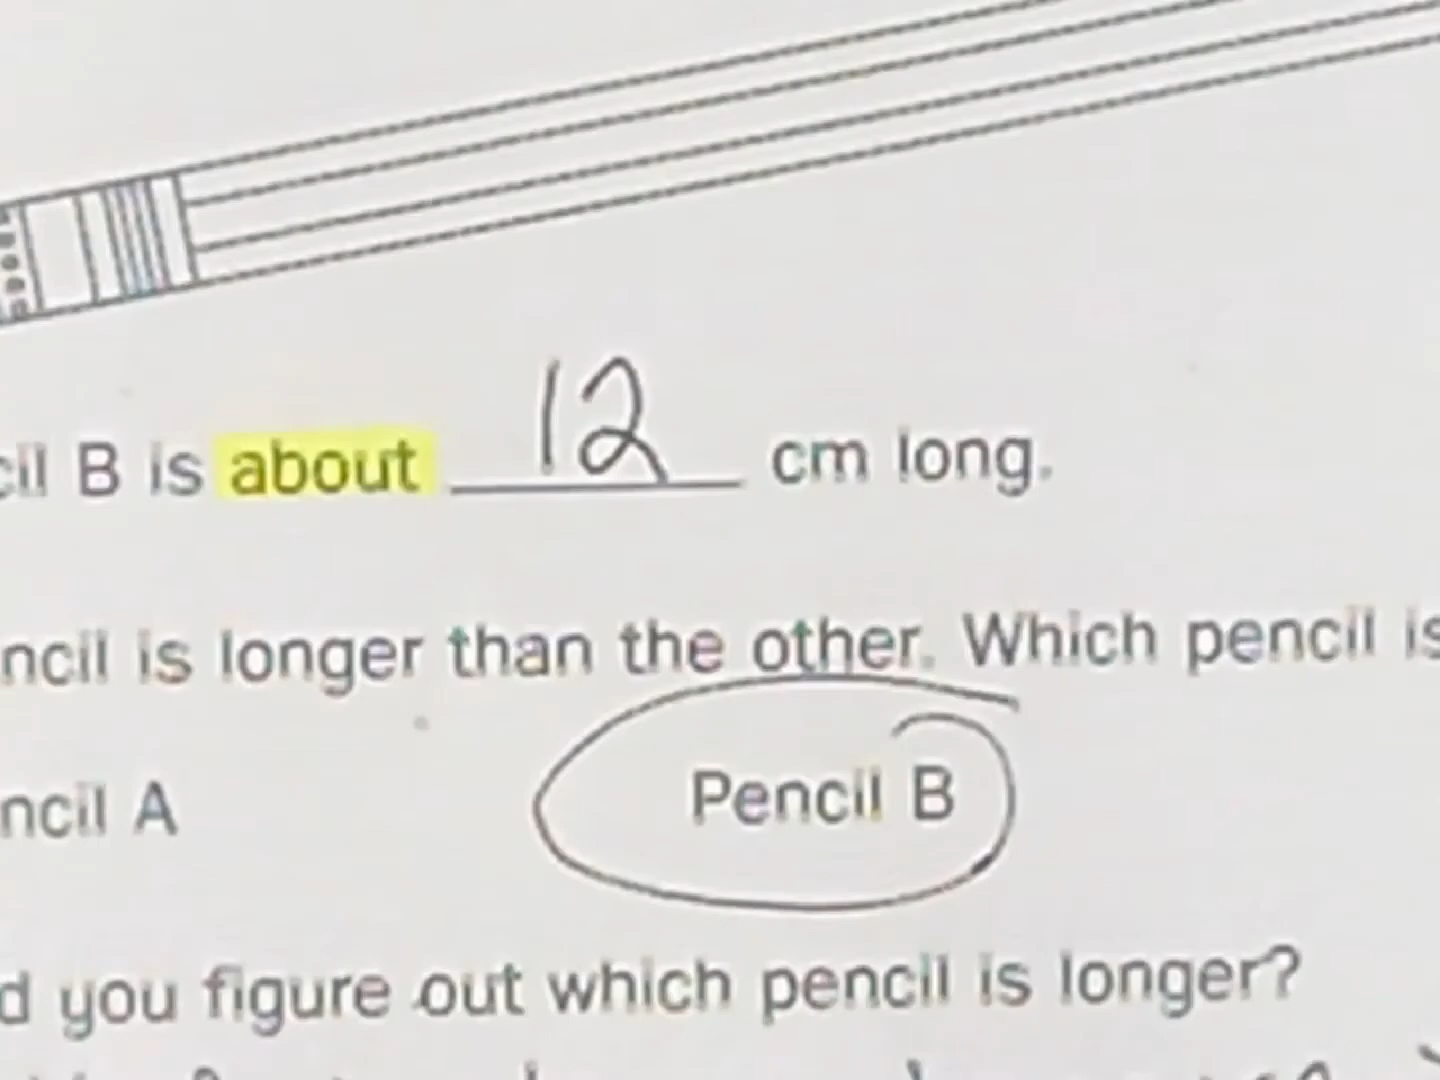 cil B is about 12 cm long.
ncil is longer than the other. Which pencil is
ncil A Pencil B
d you figure out which pencil is longer?